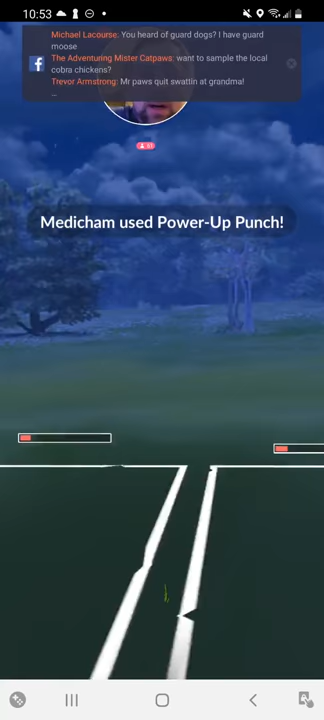 10:53
Michael Lacourse: You heard of guard dogs? I have guard
moose
The Adventuring Mister Catpaws: want to sample the local
cobra chickens?
Trevor Armstrong: Mr paws quit swattin at grandma!
...
61
Medicham used Power-Up Punch!